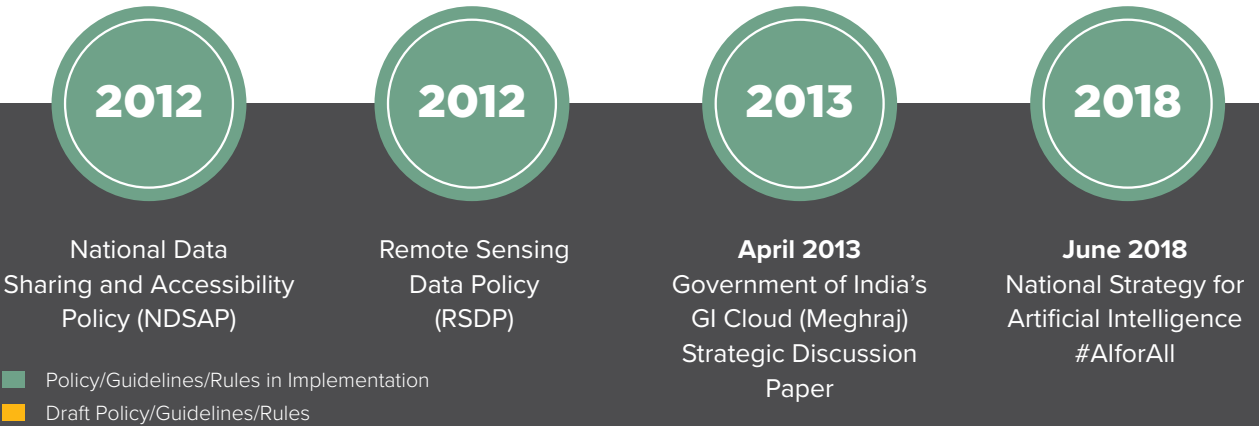 2012
National Data
Sharing and Accessibility
Policy (NDSAP)
2012
Remote Sensing
Data Policy
(RSDP)
2013
April 2013
Government of India’s
GI Cloud (Meghraj)
Strategic Discussion
Paper
2018
June 2018
National Strategy for
Artificial Intelligence
#AIforAll
Policy/Guidelines/Rules in Implementation
Draft Policy/Guidelines/Rules